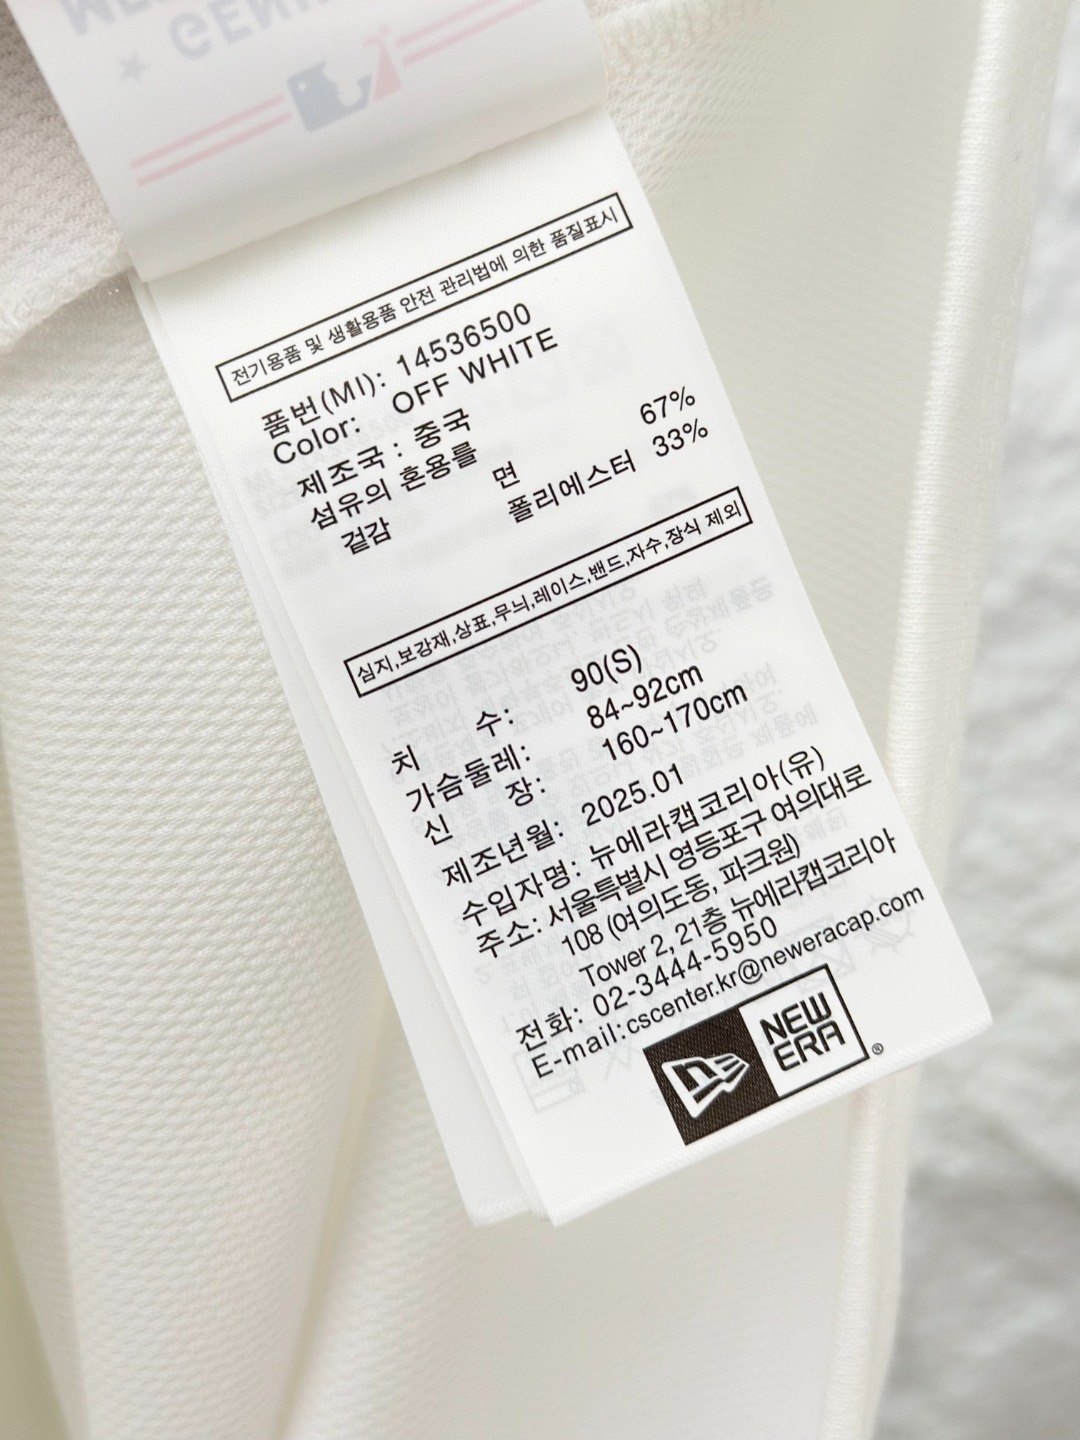 GEN
전기용품 및 생활용품 안전 관리법에 의한 품질표시
품번(MI): 14536500
Color: OFF WHITE
제조국 : 중국
섬유의 혼용률
겉감 면 67%
폴리에스터 33%
심지,보강재,상표,무늬,레이스,밴드,자수,장식 제외
치 수: 90(S)
가슴둘레: 84~92cm
신 장: 160~170cm
제조년월: 2025.01
수입자명: 뉴에라캡코리아(유)
주소: 서울특별시 영등포구 여의대로
108 (여의도동, 파크원)
Tower 2, 21층 뉴에라캡코리아
전화: 02-3444-5950
E-mail:cscenter.kr@neweracap.com
NEW
ERA ®